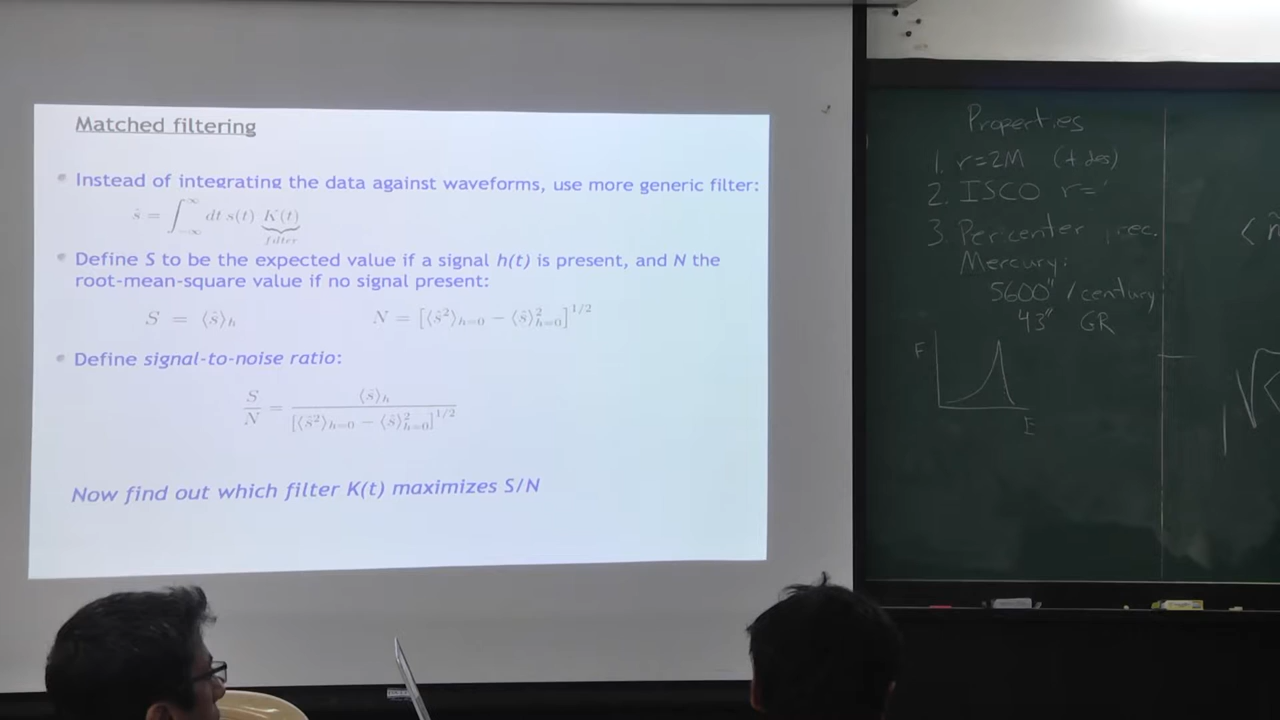 Matched filtering
Instead of integrating the data against waveforms, use more generic filter:
ŝ = ∫_{-∞}^{∞} dt s(t) K(t)
filter
Define S to be the expected value if a signal h(t) is present, and N the
root-mean-square value if no signal present:
S = ⟨ŝ⟩_h N = [⟨ŝ²⟩_{h=0} − ⟨ŝ⟩²_{h=0}]^{1/2}
Define signal-to-noise ratio:
S/N = ⟨ŝ⟩_h / [⟨ŝ²⟩_{h=0} − ⟨ŝ⟩²_{h=0}]^{1/2}
Now find out which filter K(t) maximizes S/N
Properties
1. r=2M
2. ISCO r=
3. Pericenter
Mercury:
5600" /century
43" GR
F
E